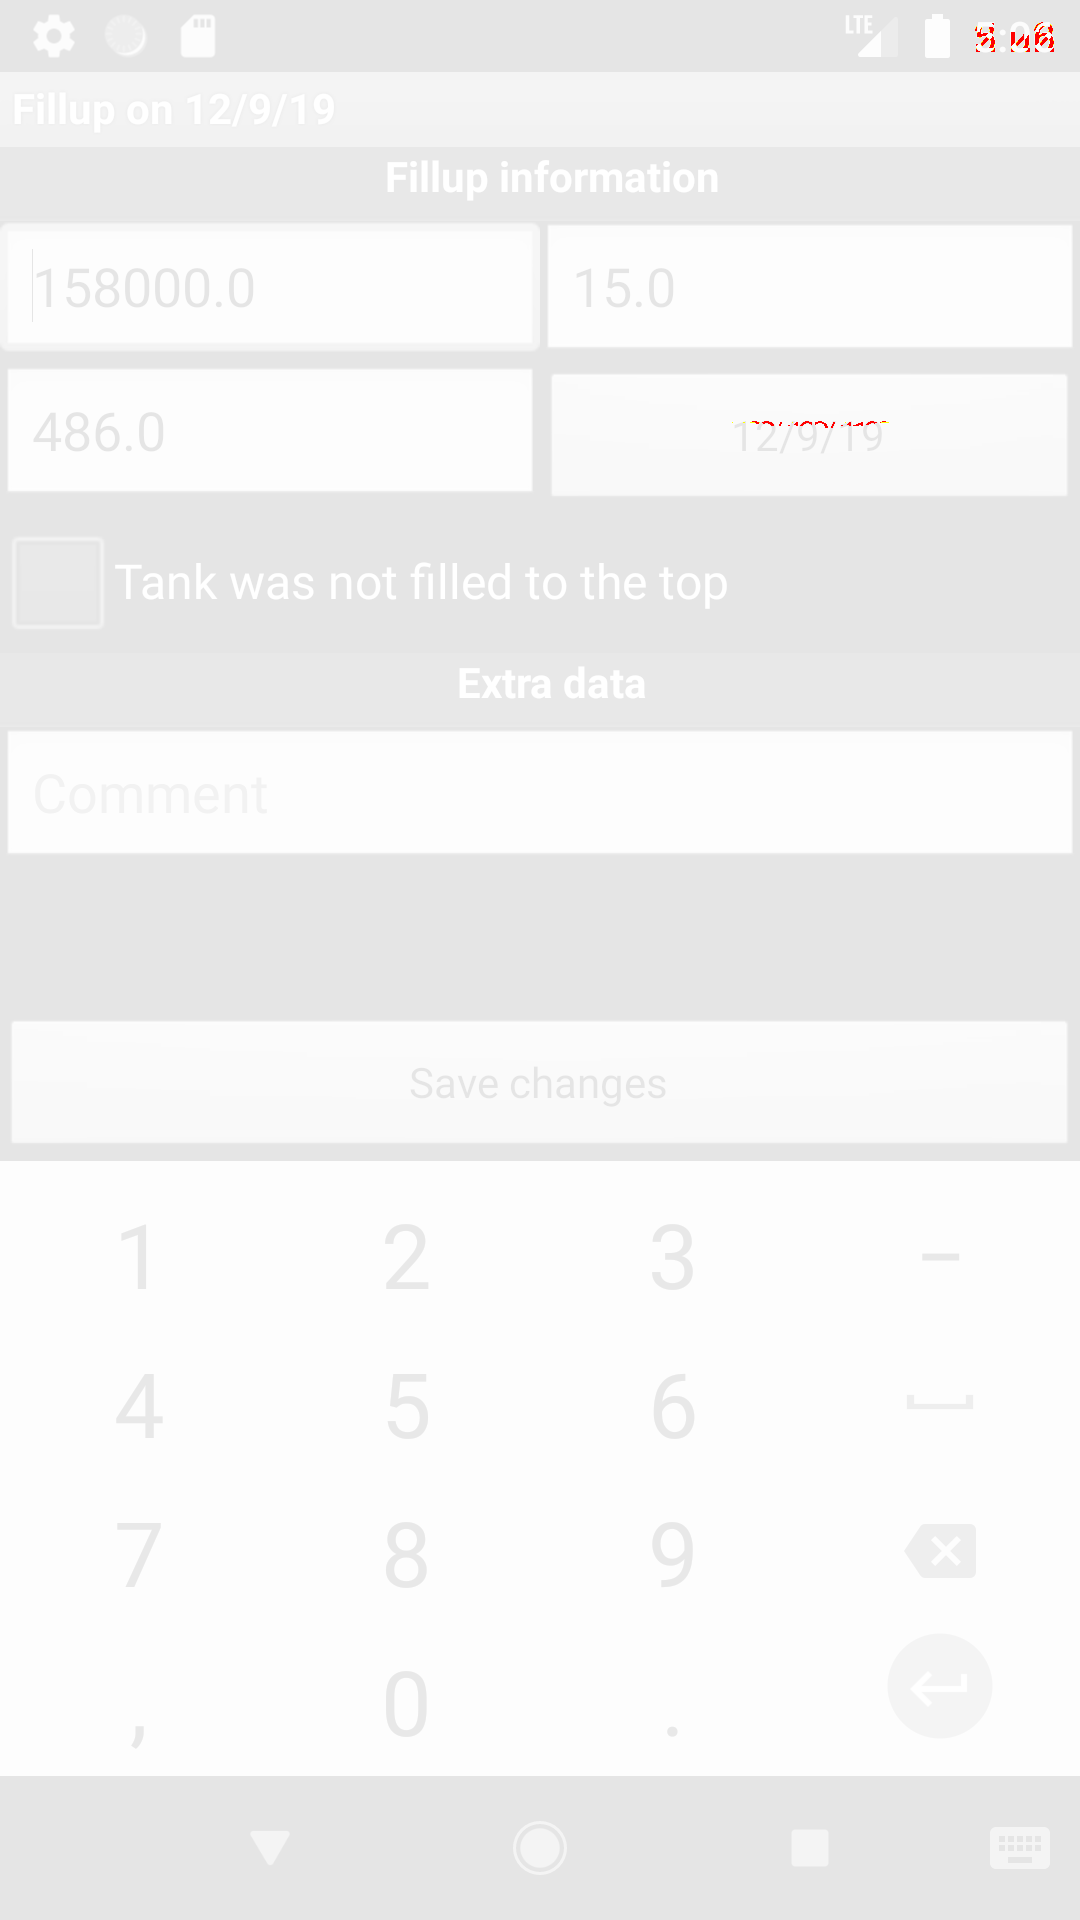 LTE
Fillup on 12/9/19
Fillup information
158000.0 15.0
486.0 12/9/19
Tank was not filled to the top
Extra data
Comment
Save changes
1 2 3 –
4 5 6
7 8 9
, 0 .